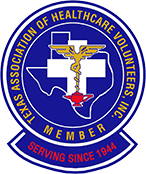 TEXAS ASSOCIATION OF HEALTHCARE VOLUNTEERS, INC.
MEMBER
SERVING SINCE 1944